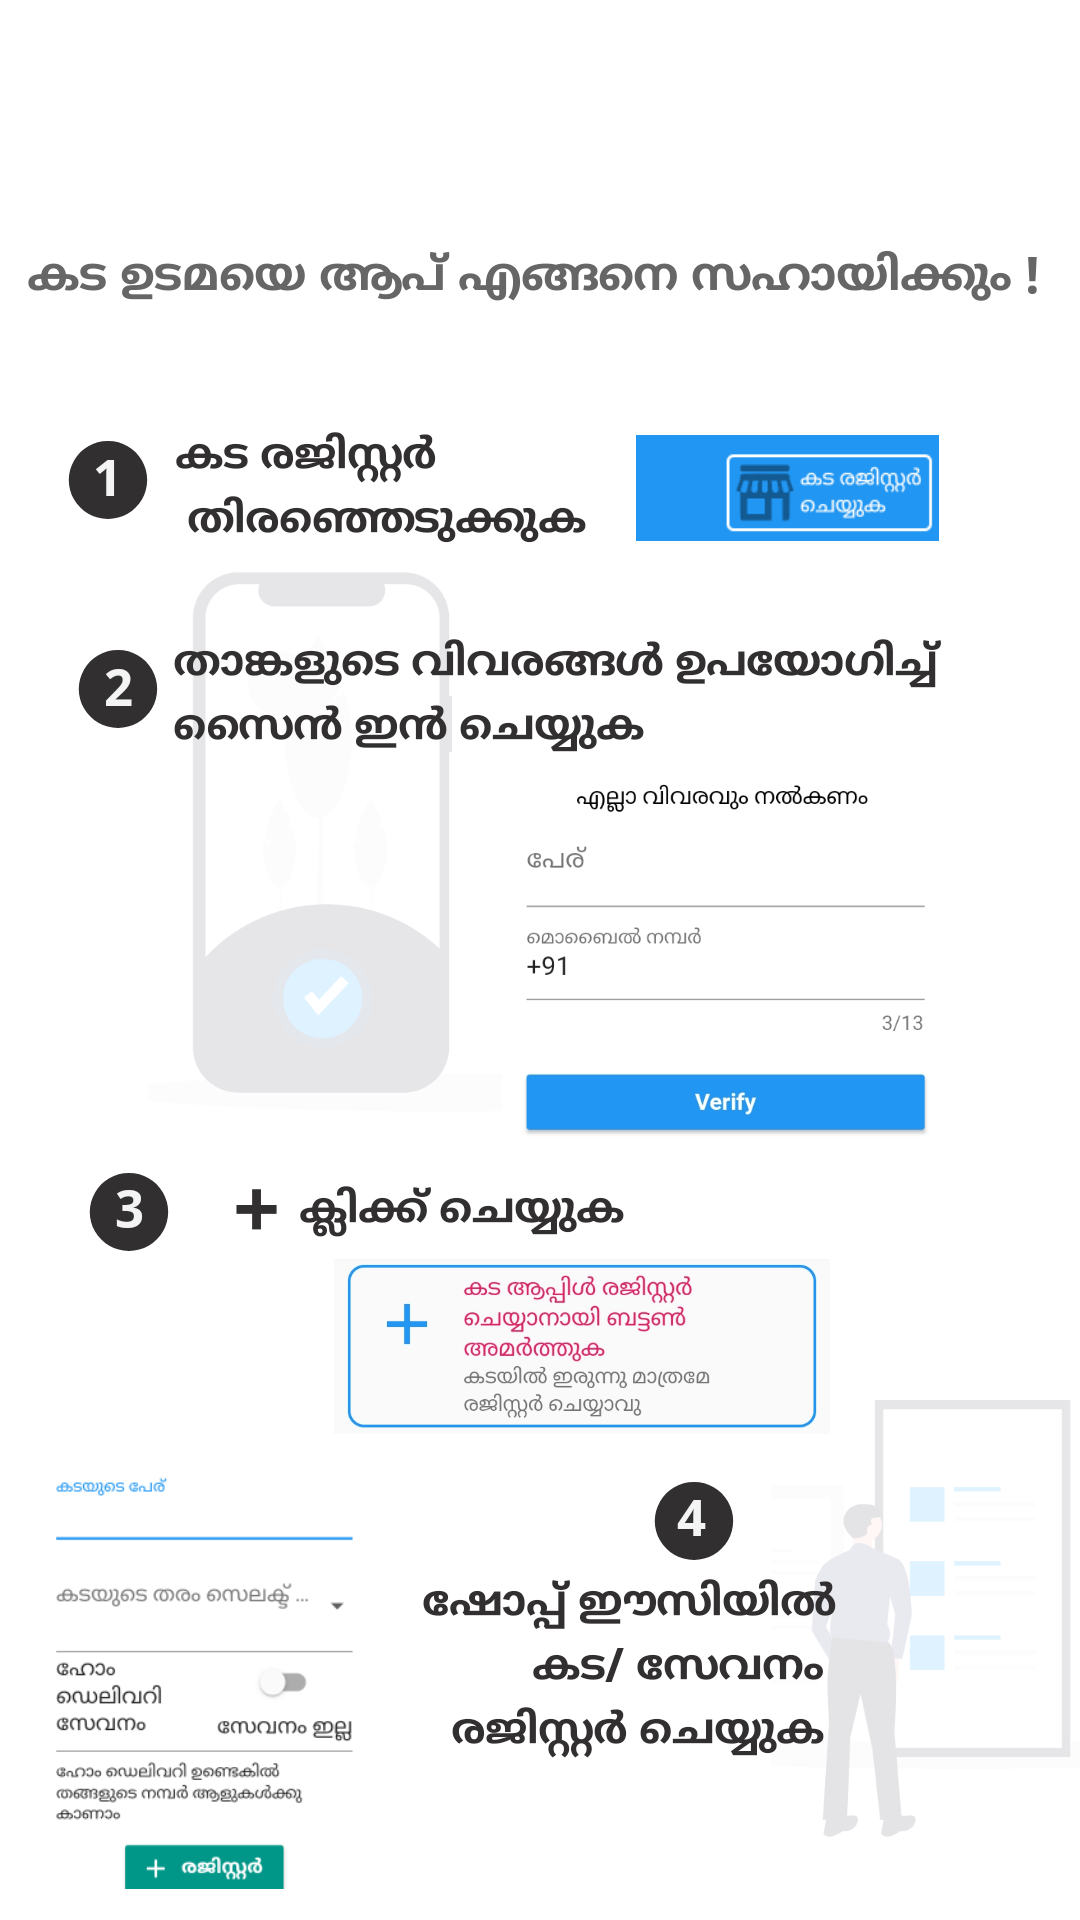 കട ഉടമയെ ആപ് എങ്ങനെ സഹായിക്കും !
1
കട രജിസ്റ്റർ
തിരഞ്ഞെടുക്കുക
കട രജിസ്റ്റർ
ചെയ്യുക
2
താങ്കളുടെ വിവരങ്ങൾ ഉപയോഗിച്ച്
സൈൻ ഇൻ ചെയ്യുക
എല്ലാ വിവരവും നൽകണം
പേര്
മൊബൈൽ നമ്പർ
+91
3/13
Verify
3
+ ക്ലിക്ക് ചെയ്യുക
+
കട ആപ്പിൾ രജിസ്റ്റർ
ചെയ്യാനായി ബട്ടൺ
അമർത്തുക
കടയിൽ ഇരുന്നു മാത്രമേ
രജിസ്റ്റർ ചെയ്യാവു
കടയുടെ പേര്
കടയുടെ തരം സെലക്ട് ...
ഹോം
ഡെലിവറി
സേവനം
സേവനം ഇല്ല
ഹോം ഡെലിവറി ഉണ്ടെകിൽ
തങ്ങളുടെ നമ്പർ ആളുകൾക്കു
കാണാം
+ രജിസ്റ്റർ
4
ഷോപ്പ് ഈസിയിൽ
കട/ സേവനം
രജിസ്റ്റർ ചെയ്യുക